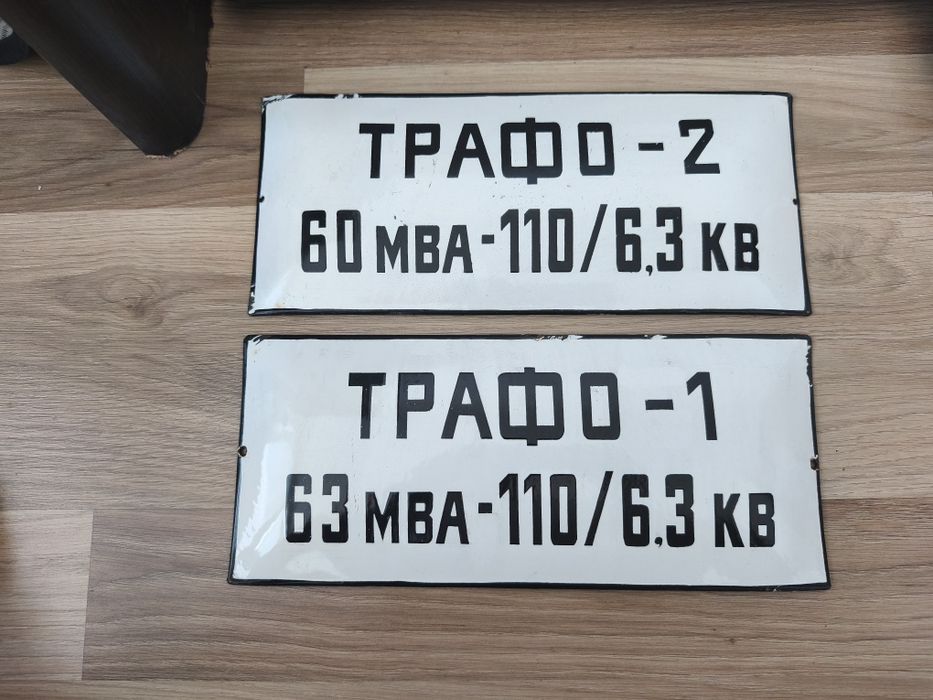 ТРАФО-2
60 МВА-110/6,3 КВ
ТРАФО-1
63 МВА-110/6.3 КВ